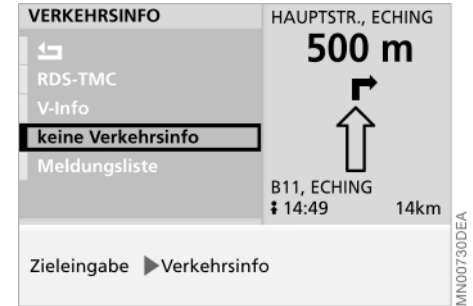 VERKEHRSINFO
RDS-TMC
V-Info
keine Verkehrsinfo
Meldungsliste
HAUPTSTR., ECHING
500 m
B11, ECHING
14:49 14km
Zieleingabe ▶Verkehrsinfo
MN00730DEA